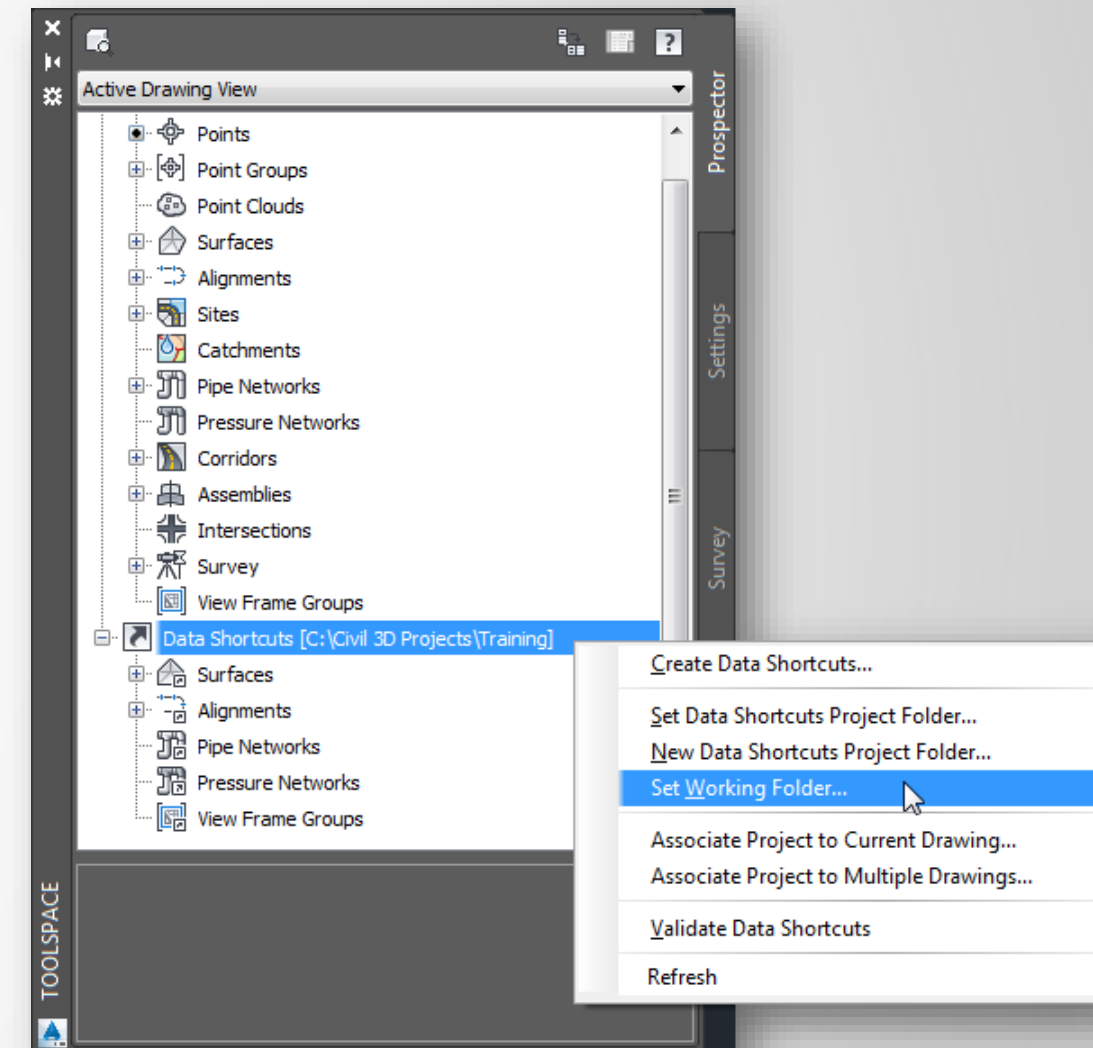 Active Drawing View
Points
Point Groups
Point Clouds
Surfaces
Alignments
Sites
Catchments
Pipe Networks
Pressure Networks
Corridors
Assemblies
Intersections
Survey
View Frame Groups
Data Shortcuts [C:\Civil 3D Projects\Training]
Surfaces
Alignments
Pipe Networks
Pressure Networks
View Frame Groups
Prospector
Settings
Survey
TOOLSPACE
Create Data Shortcuts...
Set Data Shortcuts Project Folder...
New Data Shortcuts Project Folder...
Set Working Folder...
Associate Project to Current Drawing...
Associate Project to Multiple Drawings...
Validate Data Shortcuts
Refresh